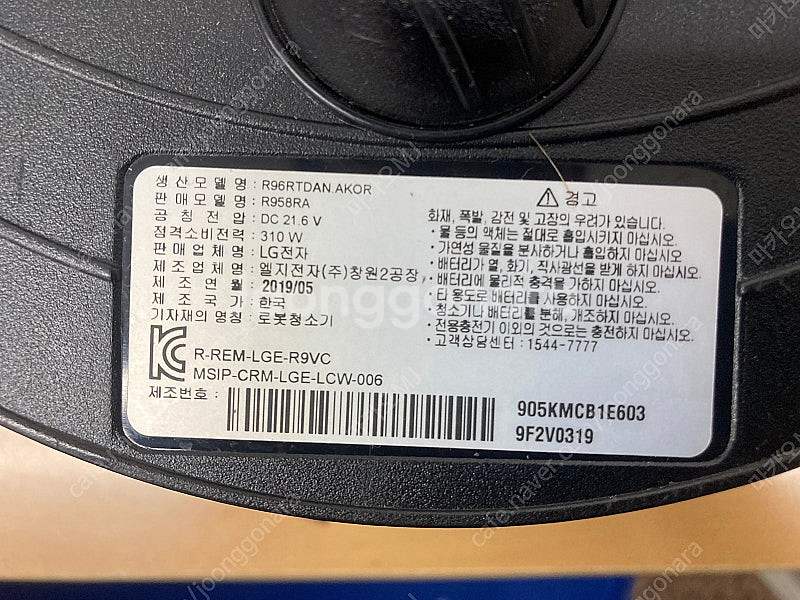 생 산 모 델 명 : R96RTDAN.AKOR
판 매 모 델 명 : R958RA
공 칭 전 압 : DC 21.6 V
정격소비전력 : 310 W
판 매 업 체 명 : LG전자
제 조 업 체 명 : 엘지전자(주)창원2공장
제 조 연 월 : 2019/05
제 조 국 가 : 한국
기자재의 명칭 : 로봇청소기
R-REM-LGE-R9VC
MSIP-CRM-LGE-LCW-006
제조번호 :
905KMCB1E603
9F2V0319
경고
화재, 폭발, 감전 및 고장의 우려가 있습니다.
• 물 등의 액체는 절대로 흡입시키지 마십시오.
• 가연성 물질을 분사하거나 흡입하지 마십시오.
• 배터리가 열, 화기, 직사광선을 받게 하지 마십시오.
• 배터리에 물리적 충격을 가하지 마십시오.
• 타 용도로 배터리를 사용하지 마십시오.
• 청소기나 배터리를 분해, 개조하지 마십시오.
• 전용충전기 이외의 것으로는 충전하지 마십시오.
• 고객상담센터 : 1544-7777
cafe.naver.com/joonggonara
joonggonara